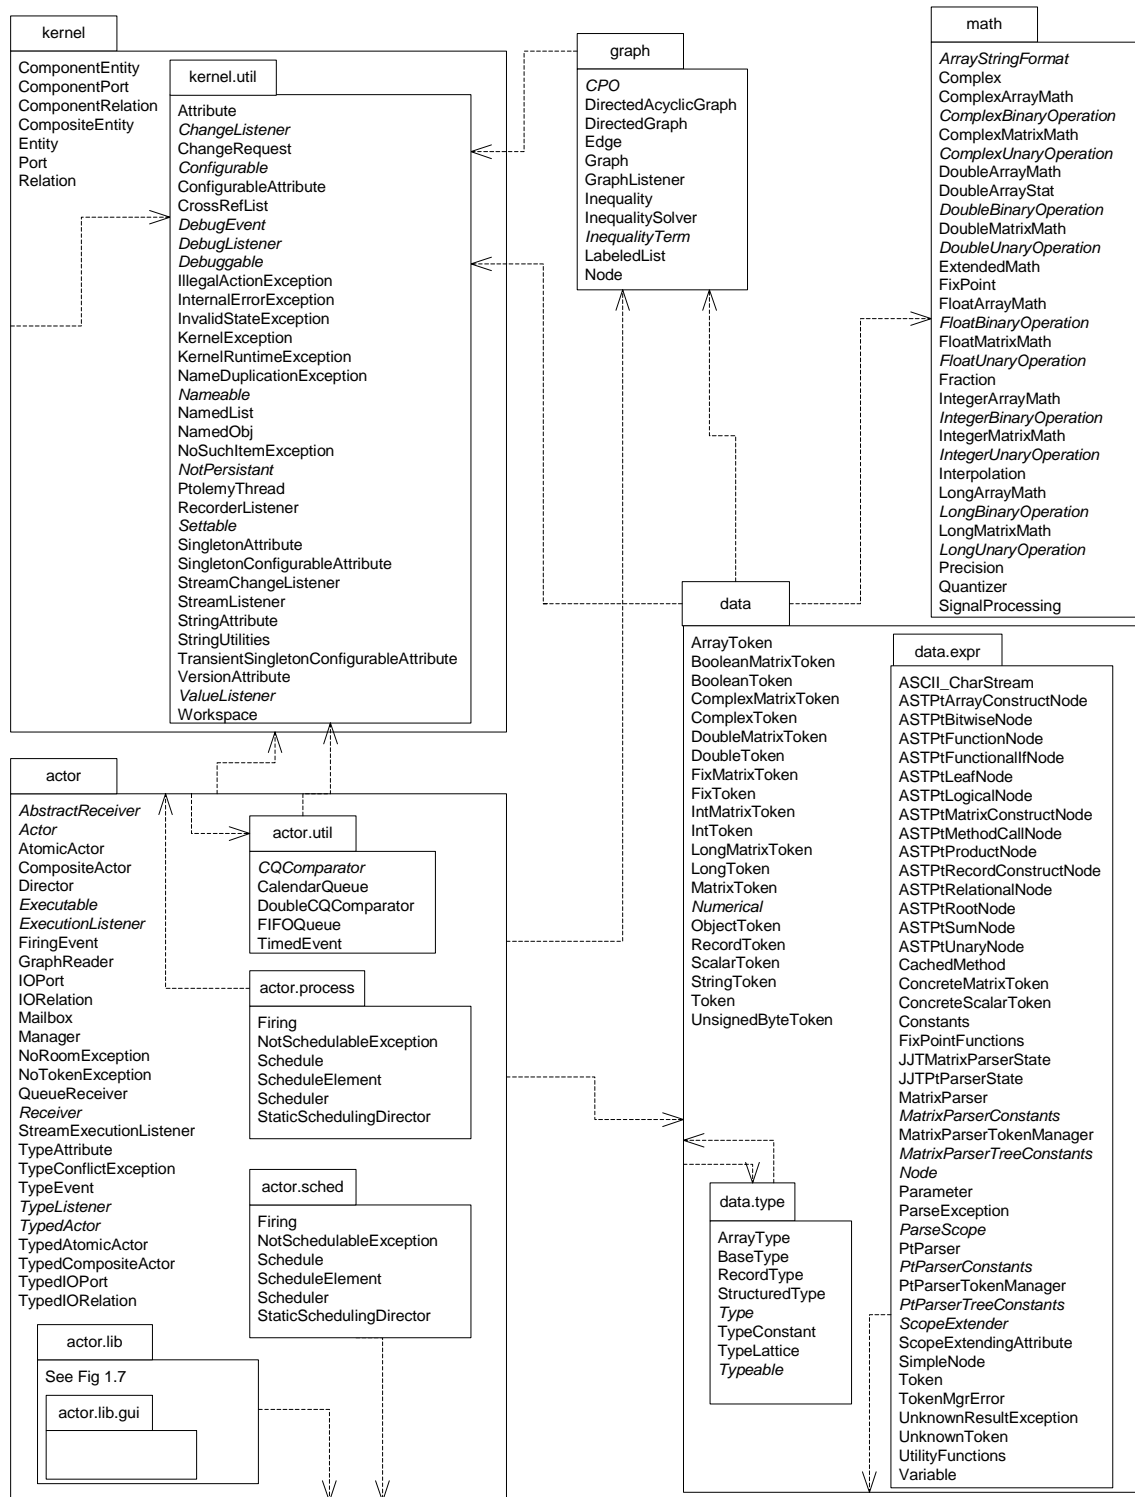 kernel
ComponentEntity
ComponentPort
ComponentRelation
CompositeEntity
Entity
Port
Relation
kernel.util
Attribute
ChangeListener
ChangeRequest
Configurable
ConfigurableAttribute
CrossRefList
DebugEvent
DebugListener
Debuggable
IllegalActionException
InternalErrorException
InvalidStateException
KernelException
KernelRuntimeException
NameDuplicationException
Nameable
NamedList
NamedObj
NoSuchItemException
NotPersistant
PtolemyThread
RecorderListener
Settable
SingletonAttribute
SingletonConfigurableAttribute
StreamChangeListener
StreamListener
StringAttribute
StringUtilities
TransientSingletonConfigurableAttribute
VersionAttribute
ValueListener
Workspace
graph
CPO
DirectedAcyclicGraph
DirectedGraph
Edge
Graph
GraphListener
Inequality
InequalitySolver
InequalityTerm
LabeledList
Node
math
ArrayStringFormat
Complex
ComplexArrayMath
ComplexBinaryOperation
ComplexMatrixMath
ComplexUnaryOperation
DoubleArrayMath
DoubleArrayStat
DoubleBinaryOperation
DoubleMatrixMath
DoubleUnaryOperation
ExtendedMath
FixPoint
FloatArrayMath
FloatBinaryOperation
FloatMatrixMath
FloatUnaryOperation
Fraction
IntegerArrayMath
IntegerBinaryOperation
IntegerMatrixMath
IntegerUnaryOperation
Interpolation
LongArrayMath
LongBinaryOperation
LongMatrixMath
LongUnaryOperation
Precision
Quantizer
SignalProcessing
actor
AbstractReceiver
Actor
AtomicActor
CompositeActor
Director
Executable
ExecutionListener
FiringEvent
GraphReader
IOPort
IORelation
Mailbox
Manager
NoRoomException
NoTokenException
QueueReceiver
Receiver
StreamExecutionListener
TypeAttribute
TypeConflictException
TypeEvent
TypeListener
TypedActor
TypedAtomicActor
TypedCompositeActor
TypedIOPort
TypedIORelation
actor.util
CQComparator
CalendarQueue
DoubleCQComparator
FIFOQueue
TimedEvent
actor.process
Firing
NotSchedulableException
Schedule
ScheduleElement
Scheduler
StaticSchedulingDirector
actor.sched
Firing
NotSchedulableException
Schedule
ScheduleElement
Scheduler
StaticSchedulingDirector
actor.lib
See Fig 1.7
actor.lib.gui
data
ArrayToken
BooleanMatrixToken
BooleanToken
ComplexMatrixToken
ComplexToken
DoubleMatrixToken
DoubleToken
FixMatrixToken
FixToken
IntMatrixToken
IntToken
LongMatrixToken
LongToken
MatrixToken
Numerical
ObjectToken
RecordToken
ScalarToken
StringToken
Token
UnsignedByteToken
data.type
ArrayType
BaseType
RecordType
StructuredType
Type
TypeConstant
TypeLattice
Typeable
data.expr
ASCII_CharStream
ASTPtArrayConstructNode
ASTPtBitwiseNode
ASTPtFunctionNode
ASTPtFunctionalIfNode
ASTPtLeafNode
ASTPtLogicalNode
ASTPtMatrixConstructNode
ASTPtMethodCallNode
ASTPtProductNode
ASTPtRecordConstructNode
ASTPtRelationalNode
ASTPtRootNode
ASTPtSumNode
ASTPtUnaryNode
CachedMethod
ConcreteMatrixToken
ConcreteScalarToken
Constants
FixPointFunctions
JJTMatrixParserState
JJTPtParserState
MatrixParser
MatrixParserConstants
MatrixParserTokenManager
MatrixParserTreeConstants
Node
Parameter
ParseException
ParseScope
PtParser
PtParserConstants
PtParserTokenManager
PtParserTreeConstants
ScopeExtender
ScopeExtendingAttribute
SimpleNode
Token
TokenMgrError
UnknownResultException
UnknownToken
UtilityFunctions
Variable